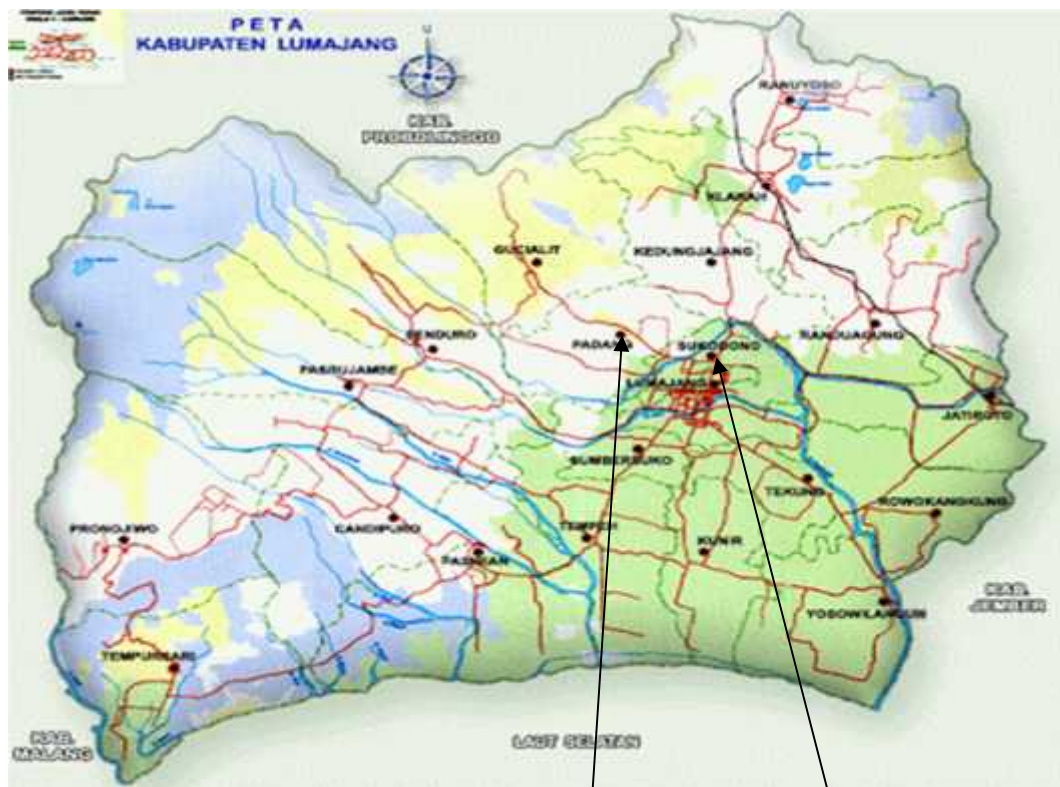 PETA
KABUPATEN LUMAJANG
U
KAB.
PROBOLINGGO
RANUYOSO
KLAKAH
GUCIALIT
KEDUNGJAJANG
SENDURO
PADANG
SUKODONO
RANDUAGUNG
PASRUJAMBE
LUMAJANG
JATIROTO
SUMBERSUKO
TEKUNG
ROWOKANGKUNG
PRONOJIWO
CANDIPURO
TEMPEH
KUNIR
PASIRIAN
KAB.
JEMBER
YOSOWILANGUN
TEMPURSARI
KAB.
MALANG
LAUT SELATAN